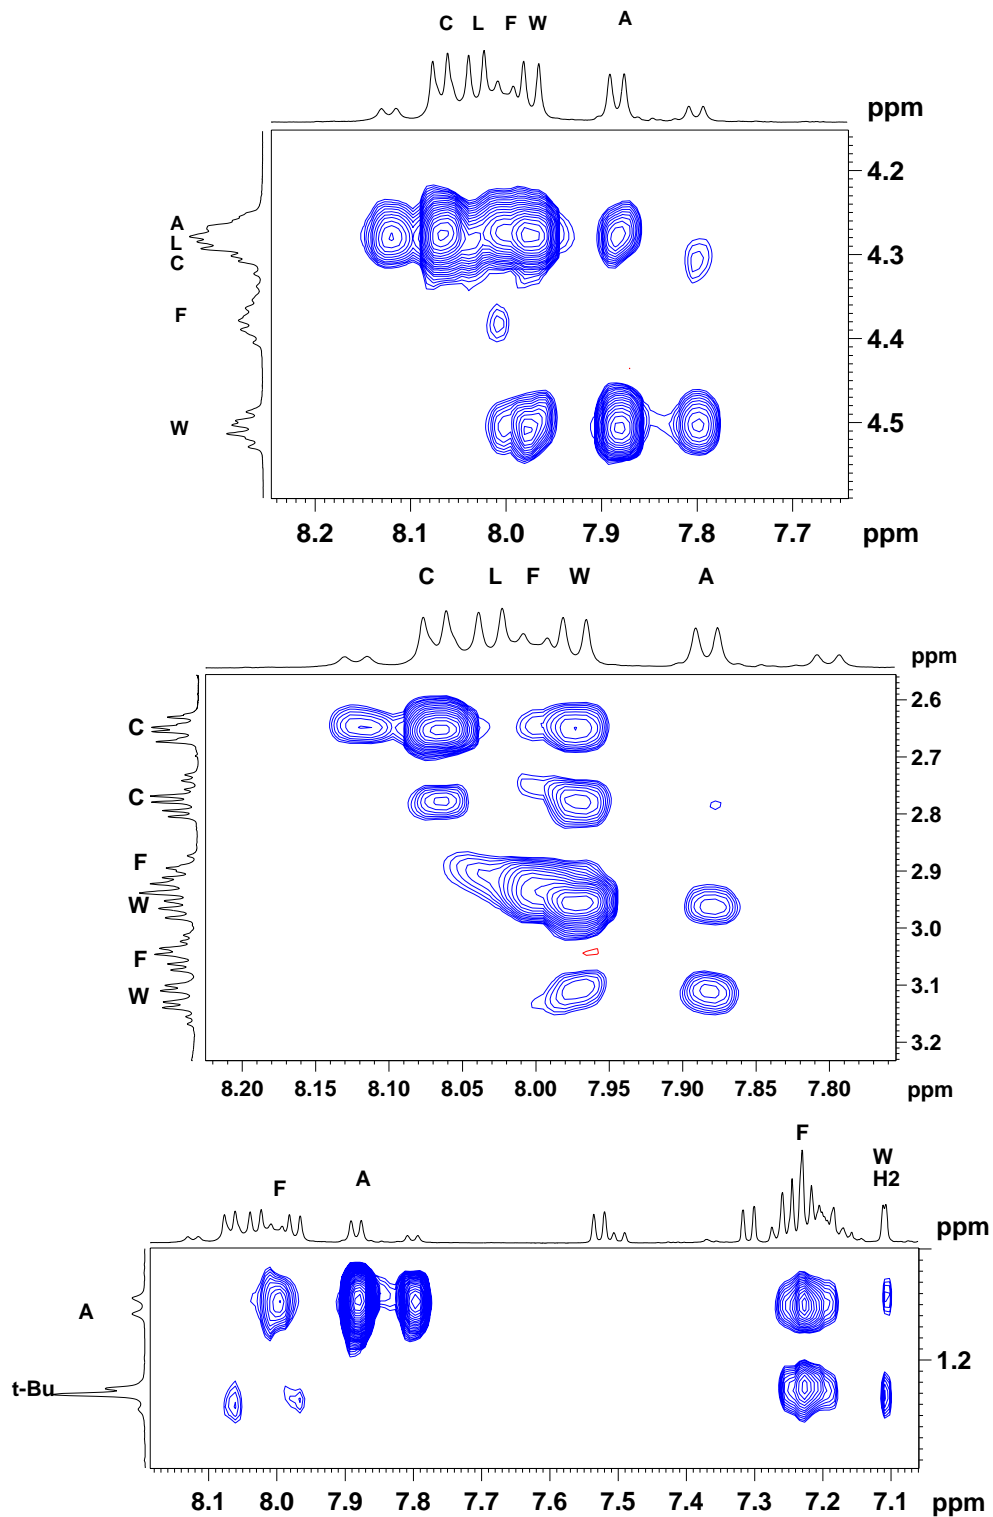 C L F W A
ppm
4.2
A
L
4.3
C
F
4.4
W
4.5
8.2 8.1 8.0 7.9 7.8 7.7 ppm
C L F W A
ppm
2.6
C
2.7
C
2.8
F
2.9
W
3.0
F
W
3.1
3.2
8.20 8.15 8.10 8.05 8.00 7.95 7.90 7.85 7.80 ppm
F
W
F A H2
ppm
A
1.2
t-Bu
8.1 8.0 7.9 7.8 7.7 7.6 7.5 7.4 7.3 7.2 7.1 ppm